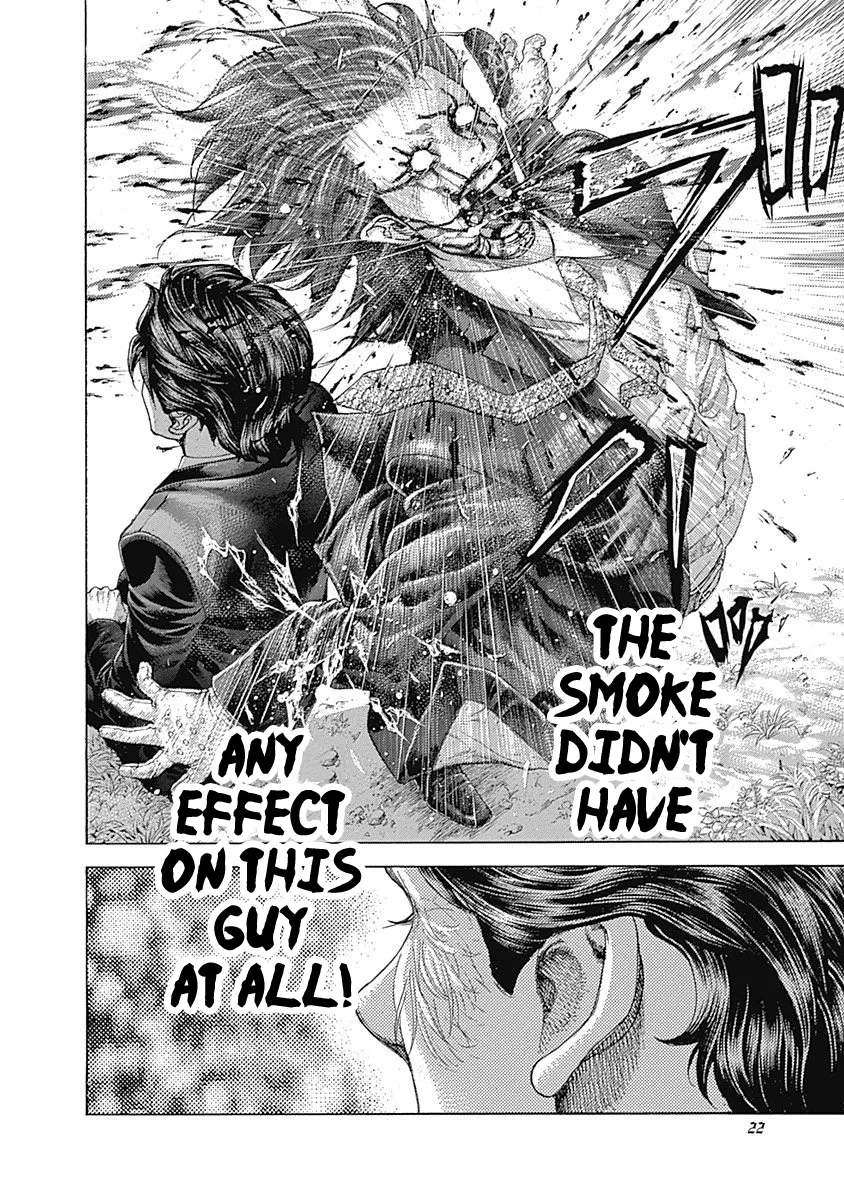 THE
SMOKE
DIDN'T
HAVE
ANY
EFFECT
ON THIS
GUY
AT ALL!
22